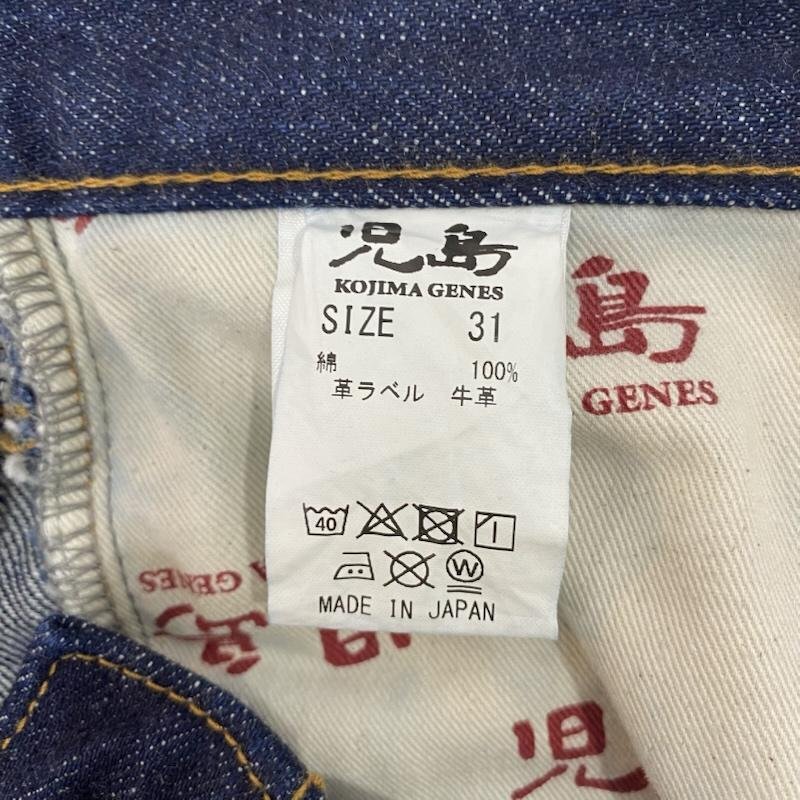 児島
KOJIMA GENES
SIZE 31
綿 100%
革ラベル 牛革
40
W
MADE IN JAPAN
島
GENES
A GENES
児